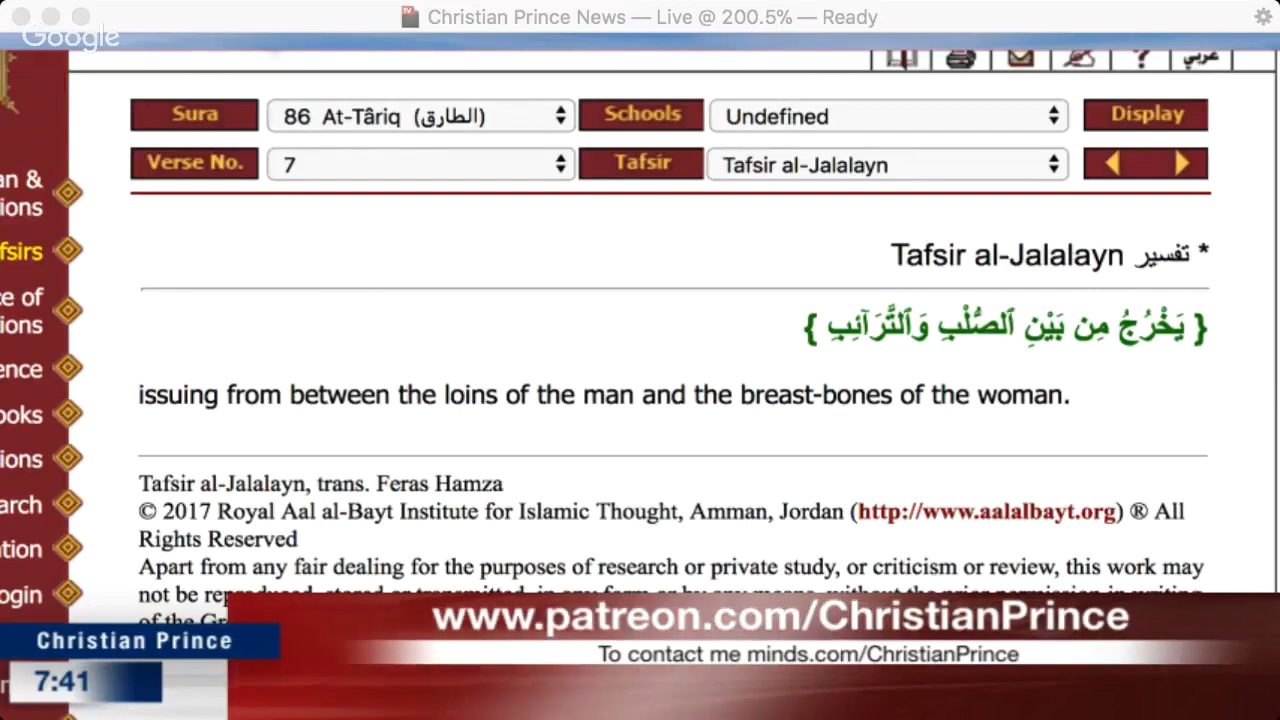 Christian Prince News — Live @ 200.5% — Ready
Google
? عربي
Sura 86 At-Târiq (الطارق) Schools Undefined Display
Verse No. 7 Tafsir Tafsir al-Jalalayn
an &
ions
fsirs
ce of
ions
ence
ooks
ions
arch
ation
ogin
* تفسير Tafsir al-Jalalayn
{ يَخْرُجُ مِن بَيْنِ ٱلصُّلْبِ وَٱلتَّرَآئِبِ }
issuing from between the loins of the man and the breast-bones of the woman.
Tafsir al-Jalalayn, trans. Feras Hamza
© 2017 Royal Aal al-Bayt Institute for Islamic Thought, Amman, Jordan (http://www.aalalbayt.org) ® All
Rights Reserved
Apart from any fair dealing for the purposes of research or private study, or criticism or review, this work may
not be
www.patreon.com/ChristianPrince
To contact me minds.com/ChristianPrince
Christian Prince
7:41